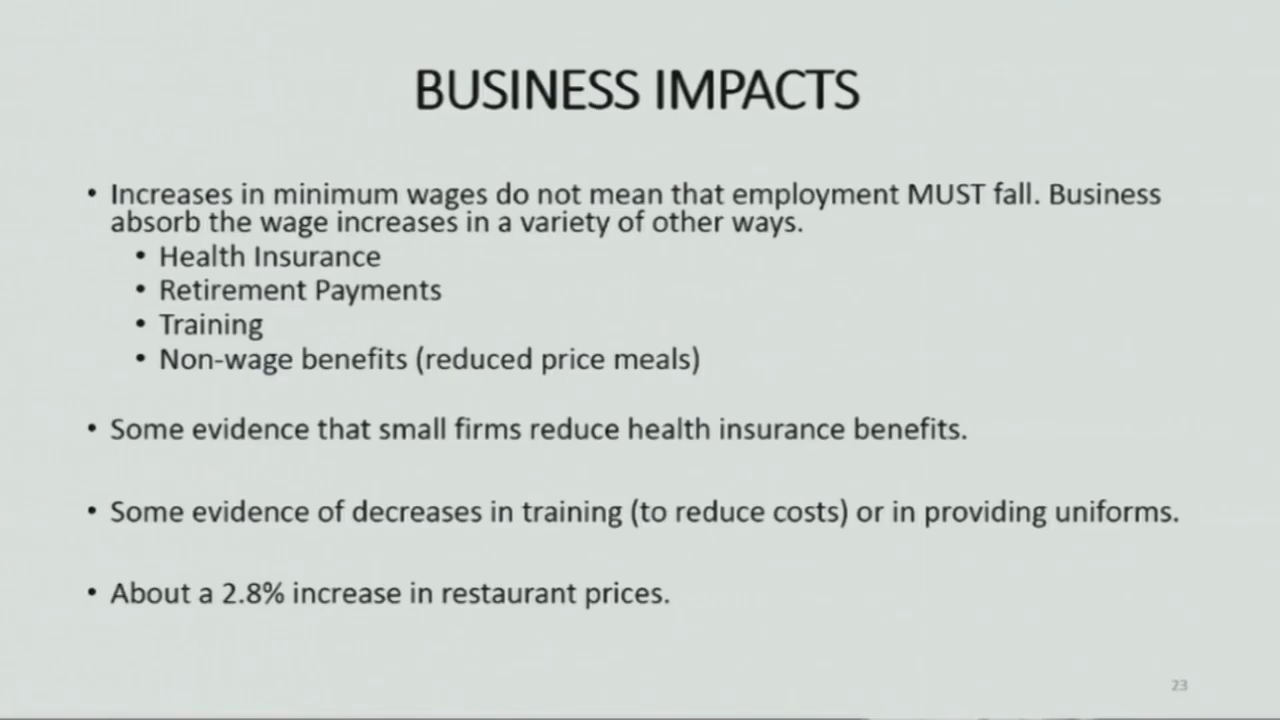 BUSINESS IMPACTS
• Increases in minimum wages do not mean that employment MUST fall. Business
absorb the wage increases in a variety of other ways.
• Health Insurance
• Retirement Payments
• Training
• Non-wage benefits (reduced price meals)
• Some evidence that small firms reduce health insurance benefits.
• Some evidence of decreases in training (to reduce costs) or in providing uniforms.
• About a 2.8% increase in restaurant prices.
23